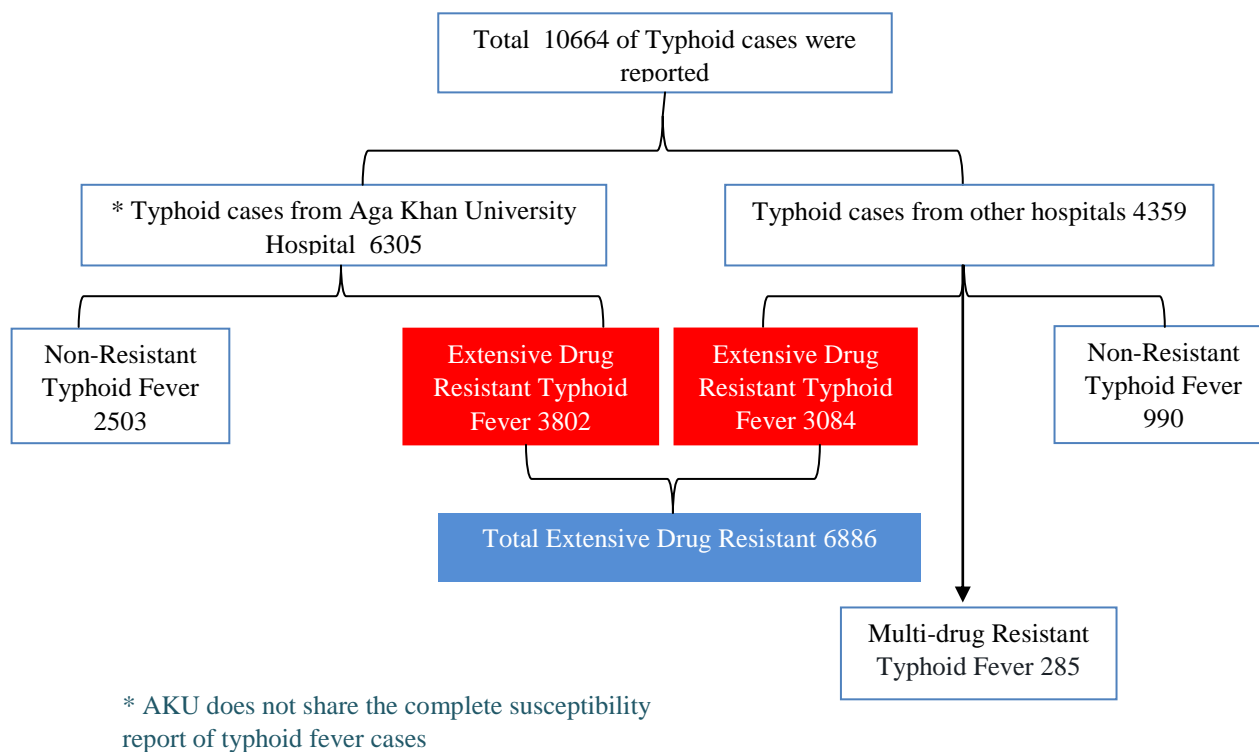 Total 10664 of Typhoid cases were
reported
* Typhoid cases from Aga Khan University
Hospital 6305
Typhoid cases from other hospitals 4359
Non-Resistant
Typhoid Fever
2503
Extensive Drug
Resistant Typhoid
Fever 3802
Extensive Drug
Resistant Typhoid
Fever 3084
Non-Resistant
Typhoid Fever
990
Total Extensive Drug Resistant 6886
Multi-drug Resistant
Typhoid Fever 285
* AKU does not share the complete susceptibility
report of typhoid fever cases